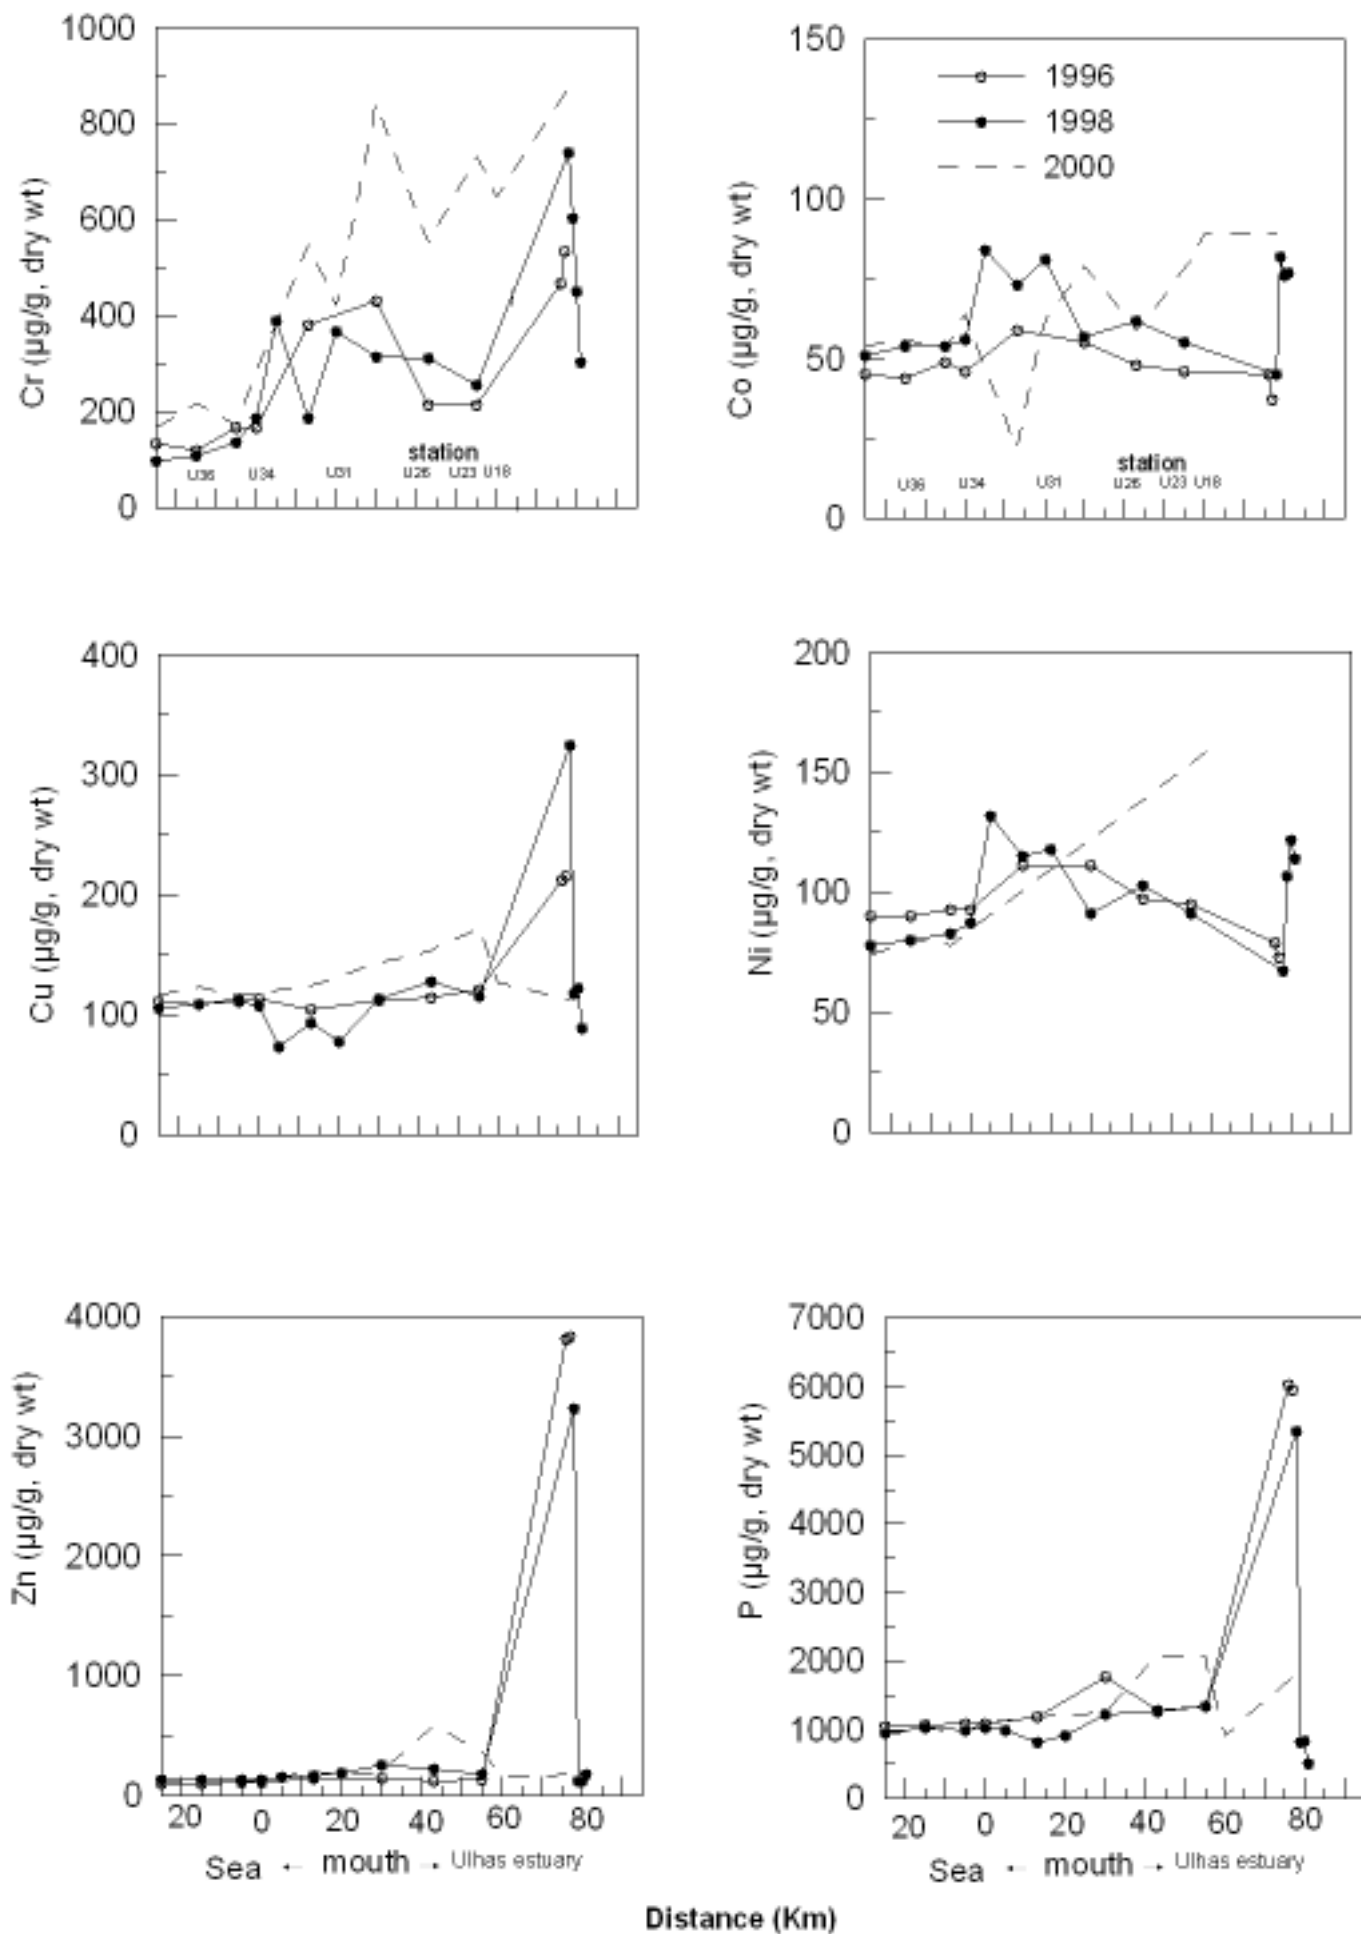 1000
800
600
400
200
0
Cr (µg/g, dry wt)
station
U36 U34 U31 U26 U23 U18
150
100
50
0
Co (µg/g, dry wt)
1996
1998
2000
station
U36 U34 U31 U26 U23 U18
400
300
200
100
0
Cu (µg/g, dry wt)
200
150
100
50
0
Ni (µg/g, dry wt)
4000
3000
2000
1000
0
Zn (µg/g, dry wt)
20 0 20 40 60 80
Sea ← mouth → Ulhas estuary
7000
6000
5000
4000
3000
2000
1000
0
P (µg/g, dry wt)
20 0 20 40 60 80
Sea ← mouth → Ulhas estuary
Distance (Km)